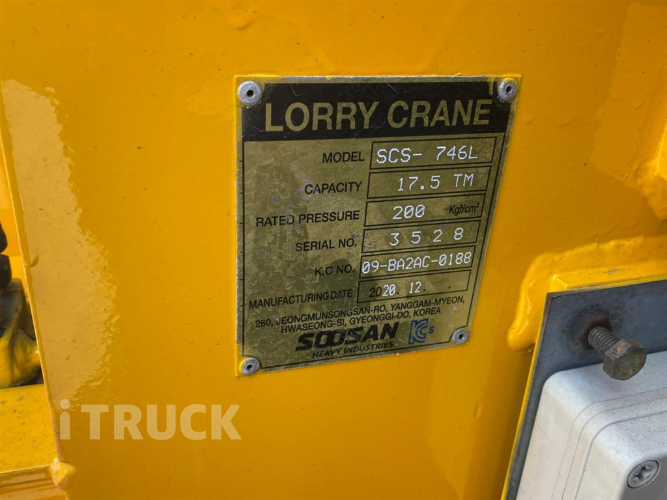 LORRY CRANE
MODEL SCS- 746L
CAPACITY 17.5 TM
RATED PRESSURE 200 Kgf/cm²
SERIAL NO. 3528
K.C NO. 09-BA2AC-0188
MANUFACTURING DATE 2020. 12.
260, JEONGMUNSONGSAN-RO, YANGGAM-MYEON,
HWASEONG-SI, GYEONGGI-DO, KOREA
SOOSAN KCs
HEAVY INDUSTRIES
iTRUCK